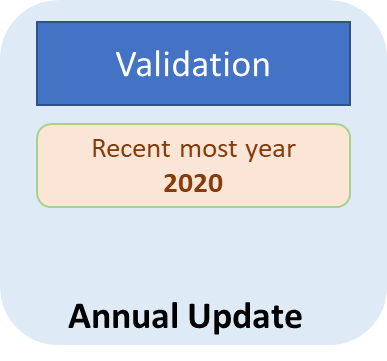 Validation
Recent most year
2020
Annual Update